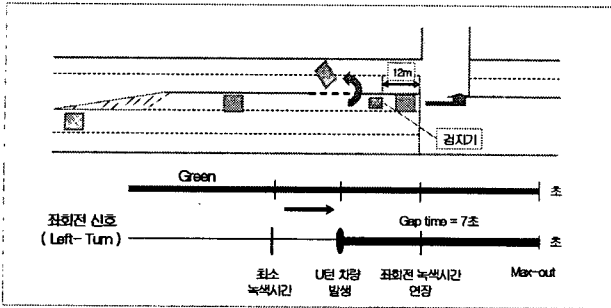 12m
검지기
Green
초
좌회전 신호
( Left- Turn )
Gap time = 7초
초
최소
녹색시간
U턴 차량
발생
좌회전 녹색시간
연장
Max-out